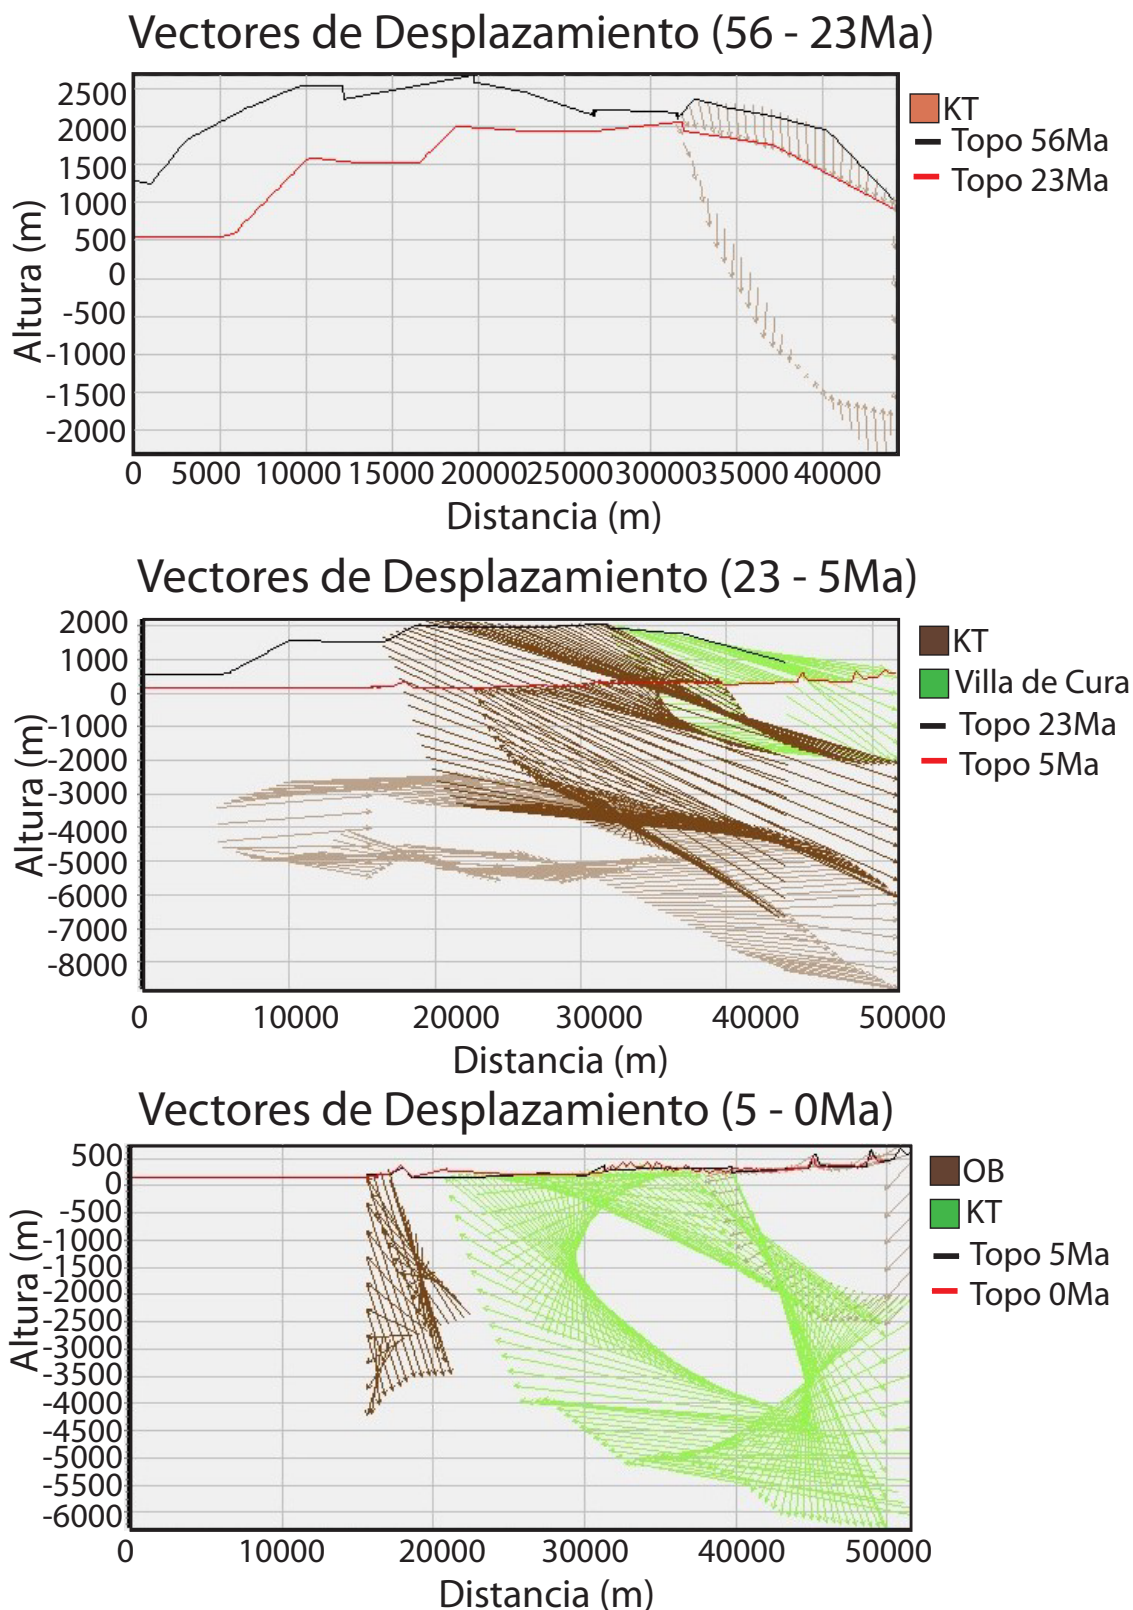 Vectores de Desplazamiento (56 - 23Ma)
2500
2000
1500
1000
500
0
-500
-1000
-1500
-2000
Altura (m)
0 5000 10000 15000 20000 25000 30000 35000 40000
Distancia (m)
KT
Topo 56Ma
Topo 23Ma
Vectores de Desplazamiento (23 - 5Ma)
2000
1000
0
-1000
-2000
-3000
-4000
-5000
-6000
-7000
-8000
Altura (m)
0 10000 20000 30000 40000 50000
Distancia (m)
KT
Villa de Cura
Topo 23Ma
Topo 5Ma
Vectores de Desplazamiento (5 - 0Ma)
500
0
-500
-1000
-1500
-2000
-2500
-3000
-3500
-4000
-4500
-5000
-5500
-6000
Altura (m)
0 10000 20000 30000 40000 50000
Distancia (m)
OB
KT
Topo 5Ma
Topo 0Ma